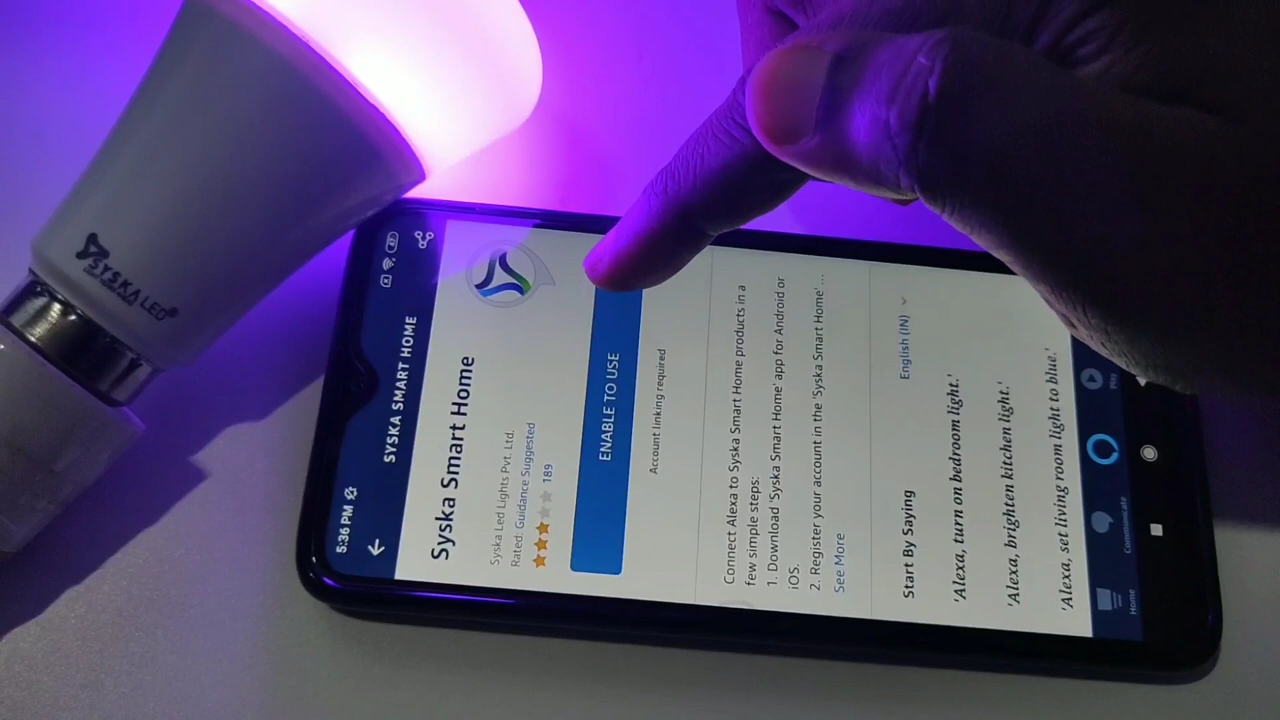 SYSKA LED
5:36 PM
47
SYSKA SMART HOME
Syska Smart Home
Syska Led Lights Pvt. Ltd.
Rated: Guidance Suggested
189
ENABLE TO USE
Account linking required
Connect Alexa to Syska Smart Home products in a
few simple steps:
1. Download 'Syska Smart Home' app for Android or
iOS.
2. Register your account in the 'Syska Smart Home' ...
See More
Start By Saying
English (IN)
'Alexa, turn on bedroom light.'
'Alexa, brighten kitchen light.'
'Alexa, set living room light to blue.'
Home
Communicate
Play